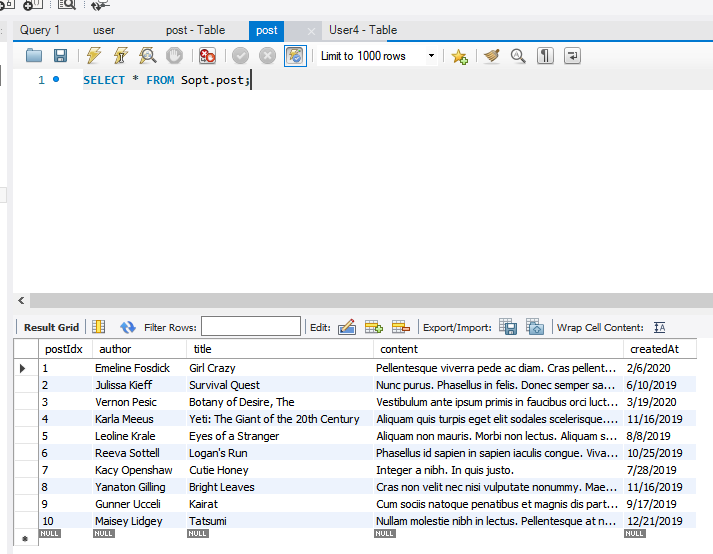 Query 1 user post - Table post User4 - Table
Limit to 1000 rows
1 SELECT * FROM Sopt.post;
Result Grid Filter Rows: Edit: Export/Import: Wrap Cell Content: IA
postIdx author title content createdAt
1 Emeline Fosdick Girl Crazy Pellentesque viverra pede ac diam. Cras pellent... 2/6/2020
2 Julissa Kieff Survival Quest Nunc purus. Phasellus in felis. Donec semper sa... 6/10/2019
3 Vernon Pesic Botany of Desire, The Vestibulum ante ipsum primis in faucibus orci luct... 3/19/2020
4 Karla Meeus Yeti: The Giant of the 20th Century Aliquam quis turpis eget elit sodales scelerisque.... 11/16/2019
5 Leoline Krale Eyes of a Stranger Aliquam non mauris. Morbi non lectus. Aliquam s... 8/8/2019
6 Reeva Sottell Logan's Run Phasellus id sapien in sapien iaculis congue. Viva... 10/25/2019
7 Kacy Openshaw Cutie Honey Integer a nibh. In quis justo. 7/28/2019
8 Yanaton Gilling Bright Leaves Cras non velit nec nisi vulputate nonummy. Mae... 11/16/2019
9 Gunner Ucceli Kairat Cum sociis natoque penatibus et magnis dis part... 9/17/2019
10 Maisey Lidgey Tatsumi Nullam molestie nibh in lectus. Pellentesque at n... 12/21/2019
NULL NULL NULL NULL NULL